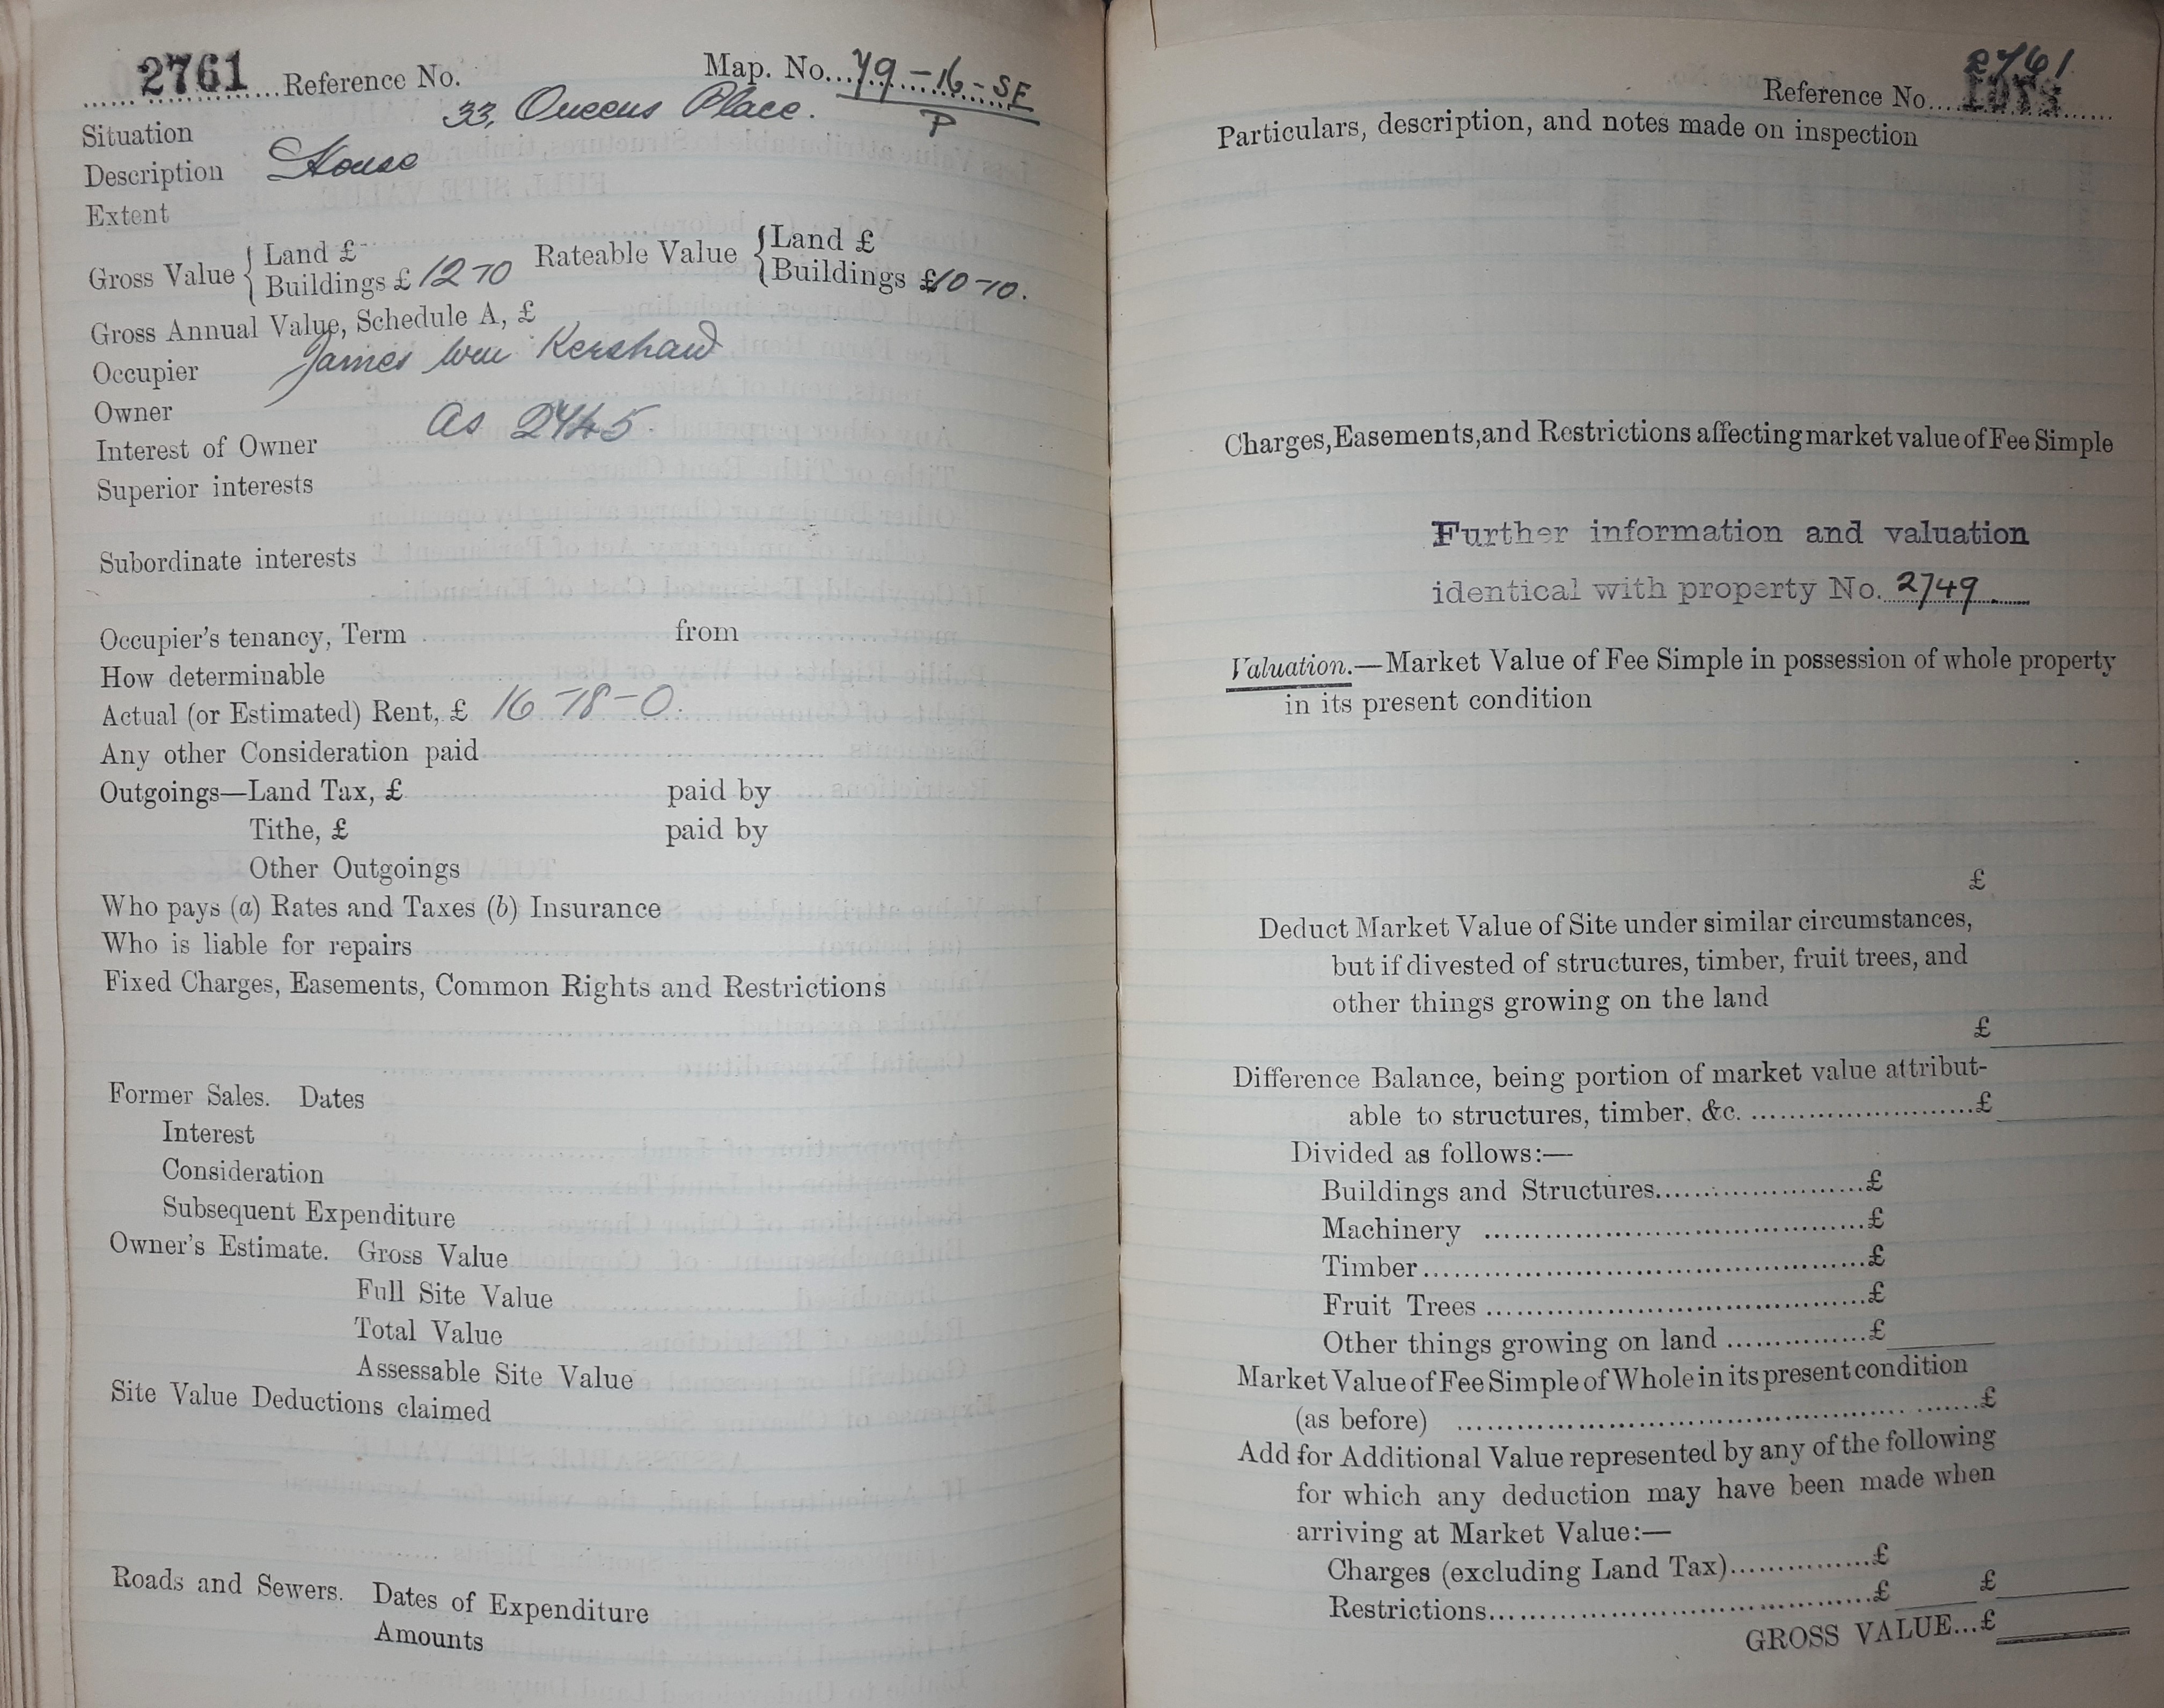 2761 Reference No. Map. No. 79-16-SE
P
Situation 33, Queens Place.
Description House
Extent
Gross Value { Land £ Rateable Value { Land £
Buildings £ 12-10 Buildings £ 10-10.
Gross Annual Value, Schedule A, £
Occupier James Wm Kershaw
Owner
As 2745.
Interest of Owner
Superior interests
Subordinate interests
Occupier's tenancy, Term from
How determinable
Actual (or Estimated) Rent, £ 16-18-0.
Any other Consideration paid
Outgoings—Land Tax, £ paid by
Tithe, £ paid by
Other Outgoings
Who pays (a) Rates and Taxes (b) Insurance
Who is liable for repairs
Fixed Charges, Easements, Common Rights and Restrictions
Former Sales. Dates
Interest
Consideration
Subsequent Expenditure
Owner's Estimate. Gross Value
Full Site Value
Total Value
Assessable Site Value
Site Value Deductions claimed
Roads and Sewers. Dates of Expenditure
Amounts
2761
Reference No.
Particulars, description, and notes made on inspection
Charges, Easements, and Restrictions affecting market value of Fee Simple
Further information and valuation
identical with property No. 2749
Valuation.—Market Value of Fee Simple in possession of whole property
in its present condition
£
Deduct Market Value of Site under similar circumstances,
but if divested of structures, timber, fruit trees, and
other things growing on the land
£
Difference Balance, being portion of market value attribut-
able to structures, timber, &c. £
Divided as follows:—
Buildings and Structures £
Machinery £
Timber £
Fruit Trees £
Other things growing on land £
Market Value of Fee Simple of Whole in its present condition
(as before) £
Add for Additional Value represented by any of the following
for which any deduction may have been made when
arriving at Market Value:—
Charges (excluding Land Tax) £
Restrictions £ £
GROSS VALUE... £